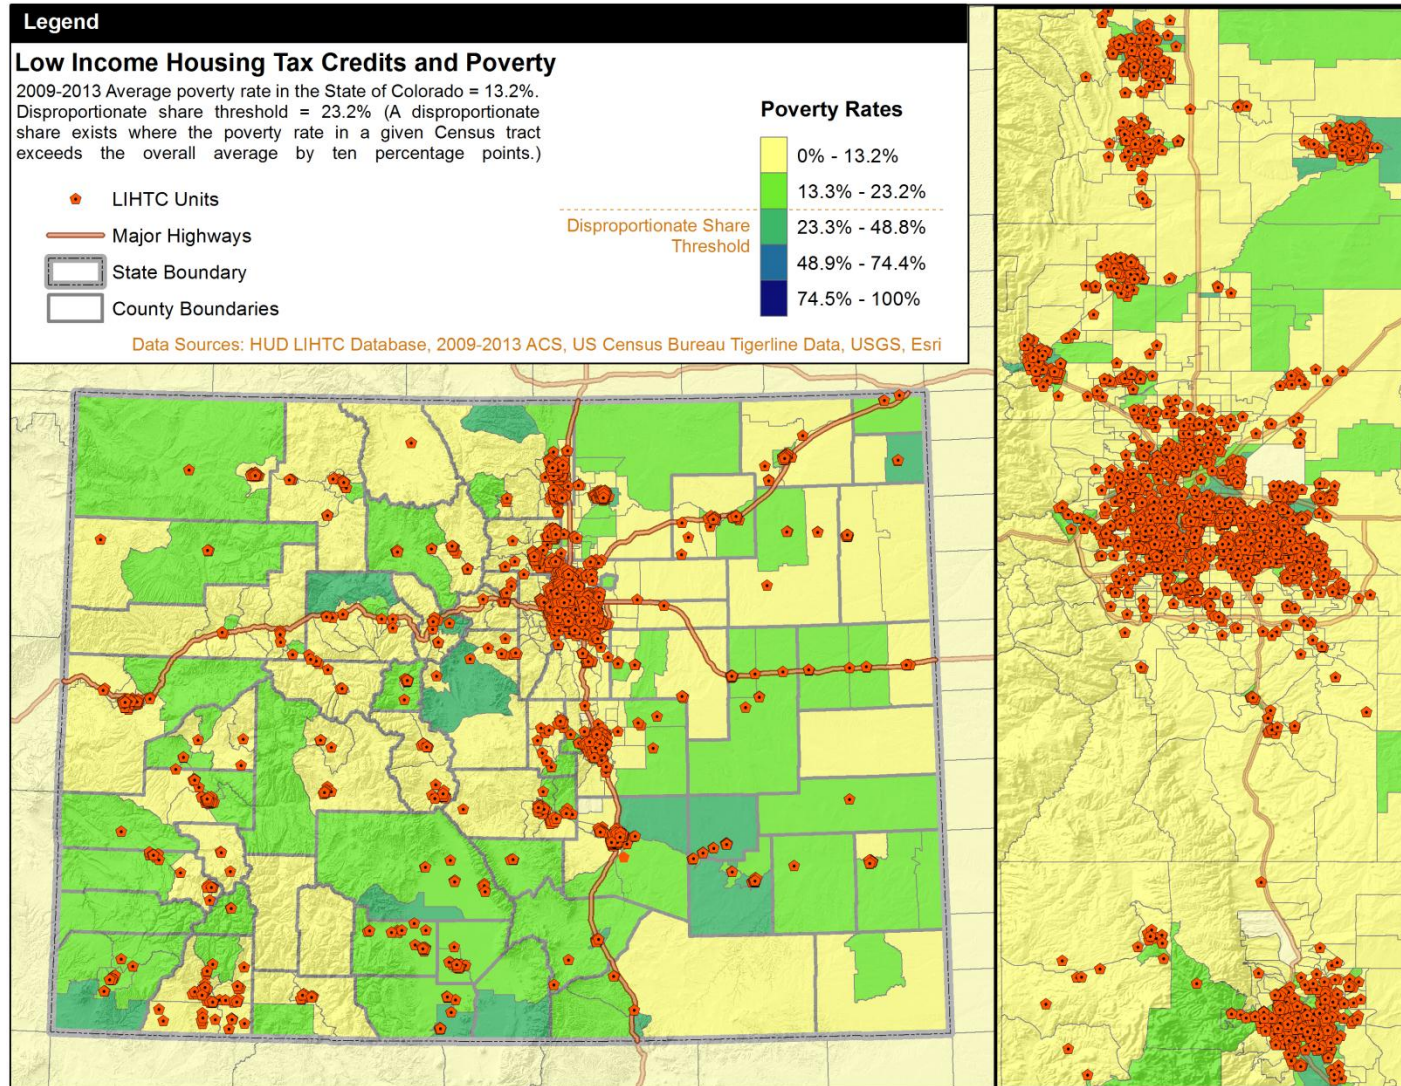 Legend
Low Income Housing Tax Credits and Poverty
2009-2013 Average poverty rate in the State of Colorado = 13.2%.
Disproportionate share threshold = 23.2% (A disproportionate
share exists where the poverty rate in a given Census tract
exceeds the overall average by ten percentage points.)
LIHTC Units
Major Highways
State Boundary
County Boundaries
Poverty Rates
0% - 13.2%
13.3% - 23.2%
Disproportionate Share
Threshold
23.3% - 48.8%
48.9% - 74.4%
74.5% - 100%
Data Sources: HUD LIHTC Database, 2009-2013 ACS, US Census Bureau Tigerline Data, USGS, Esri